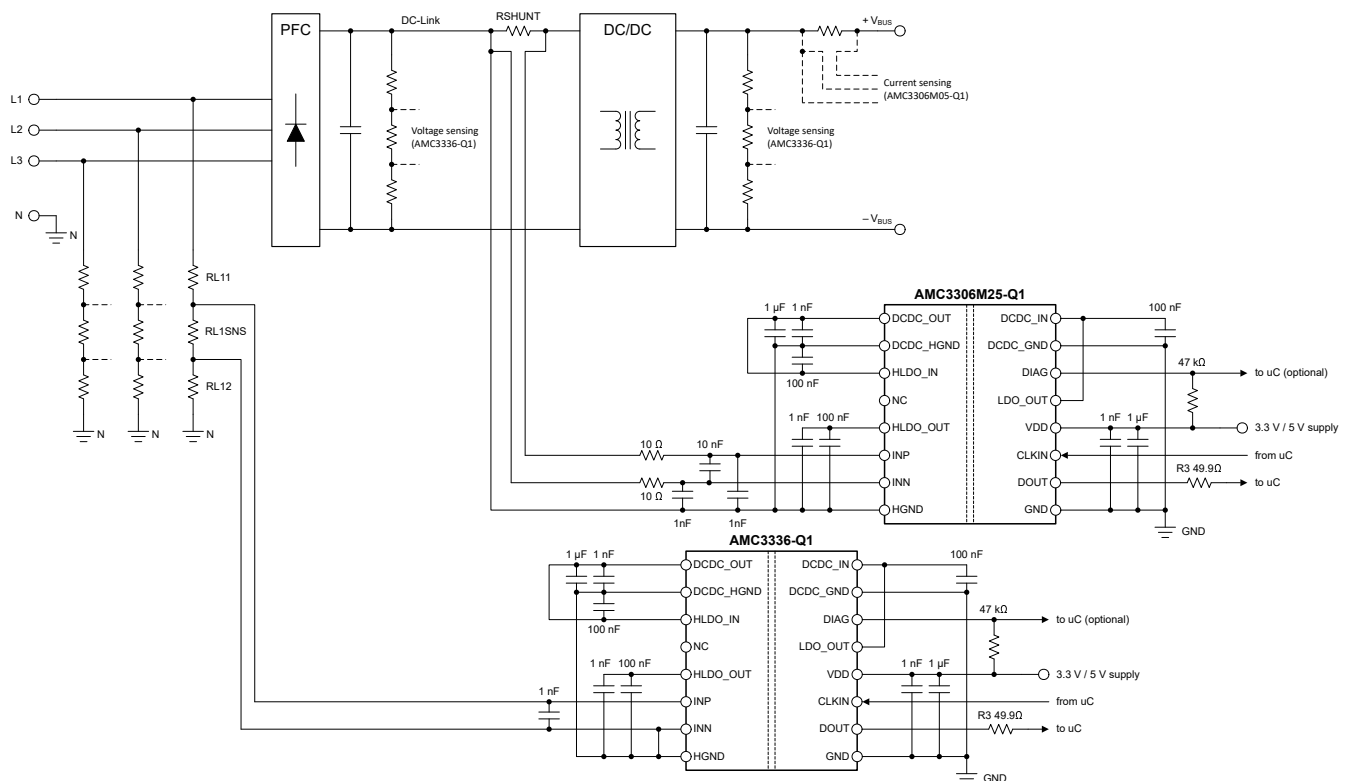 PFC
DC-Link
RSHUNT
DC/DC
+ VBUS
Current sensing
(AMC3306M05-Q1)
L1
L2
L3
Voltage sensing
(AMC3336-Q1)
Voltage sensing
(AMC3336-Q1)
N
N
– VBUS
RL11
RL1SNS
RL12
N
N
N
AMC3306M25-Q1
1 µF
1 nF
100 nF
DCDC_OUT
DCDC_IN
DCDC_HGND
DCDC_GND
47 kΩ
HLDO_IN
DIAG
to uC (optional)
100 nF
NC
LDO_OUT
1 nF
100 nF
1 nF
1 µF
HLDO_OUT
VDD
3.3 V / 5 V supply
10 Ω
10 nF
INP
CLKIN
from uC
R3 49.9Ω
INN
DOUT
to uC
10 Ω
HGND
GND
1nF
1nF
GND
AMC3336-Q1
1 µF
1 nF
100 nF
DCDC_OUT
DCDC_IN
DCDC_HGND
DCDC_GND
47 kΩ
HLDO_IN
DIAG
to uC (optional)
100 nF
NC
LDO_OUT
1 nF
100 nF
1 nF
1 µF
HLDO_OUT
VDD
3.3 V / 5 V supply
1 nF
INP
CLKIN
from uC
R3 49.9Ω
INN
DOUT
to uC
HGND
GND
GND